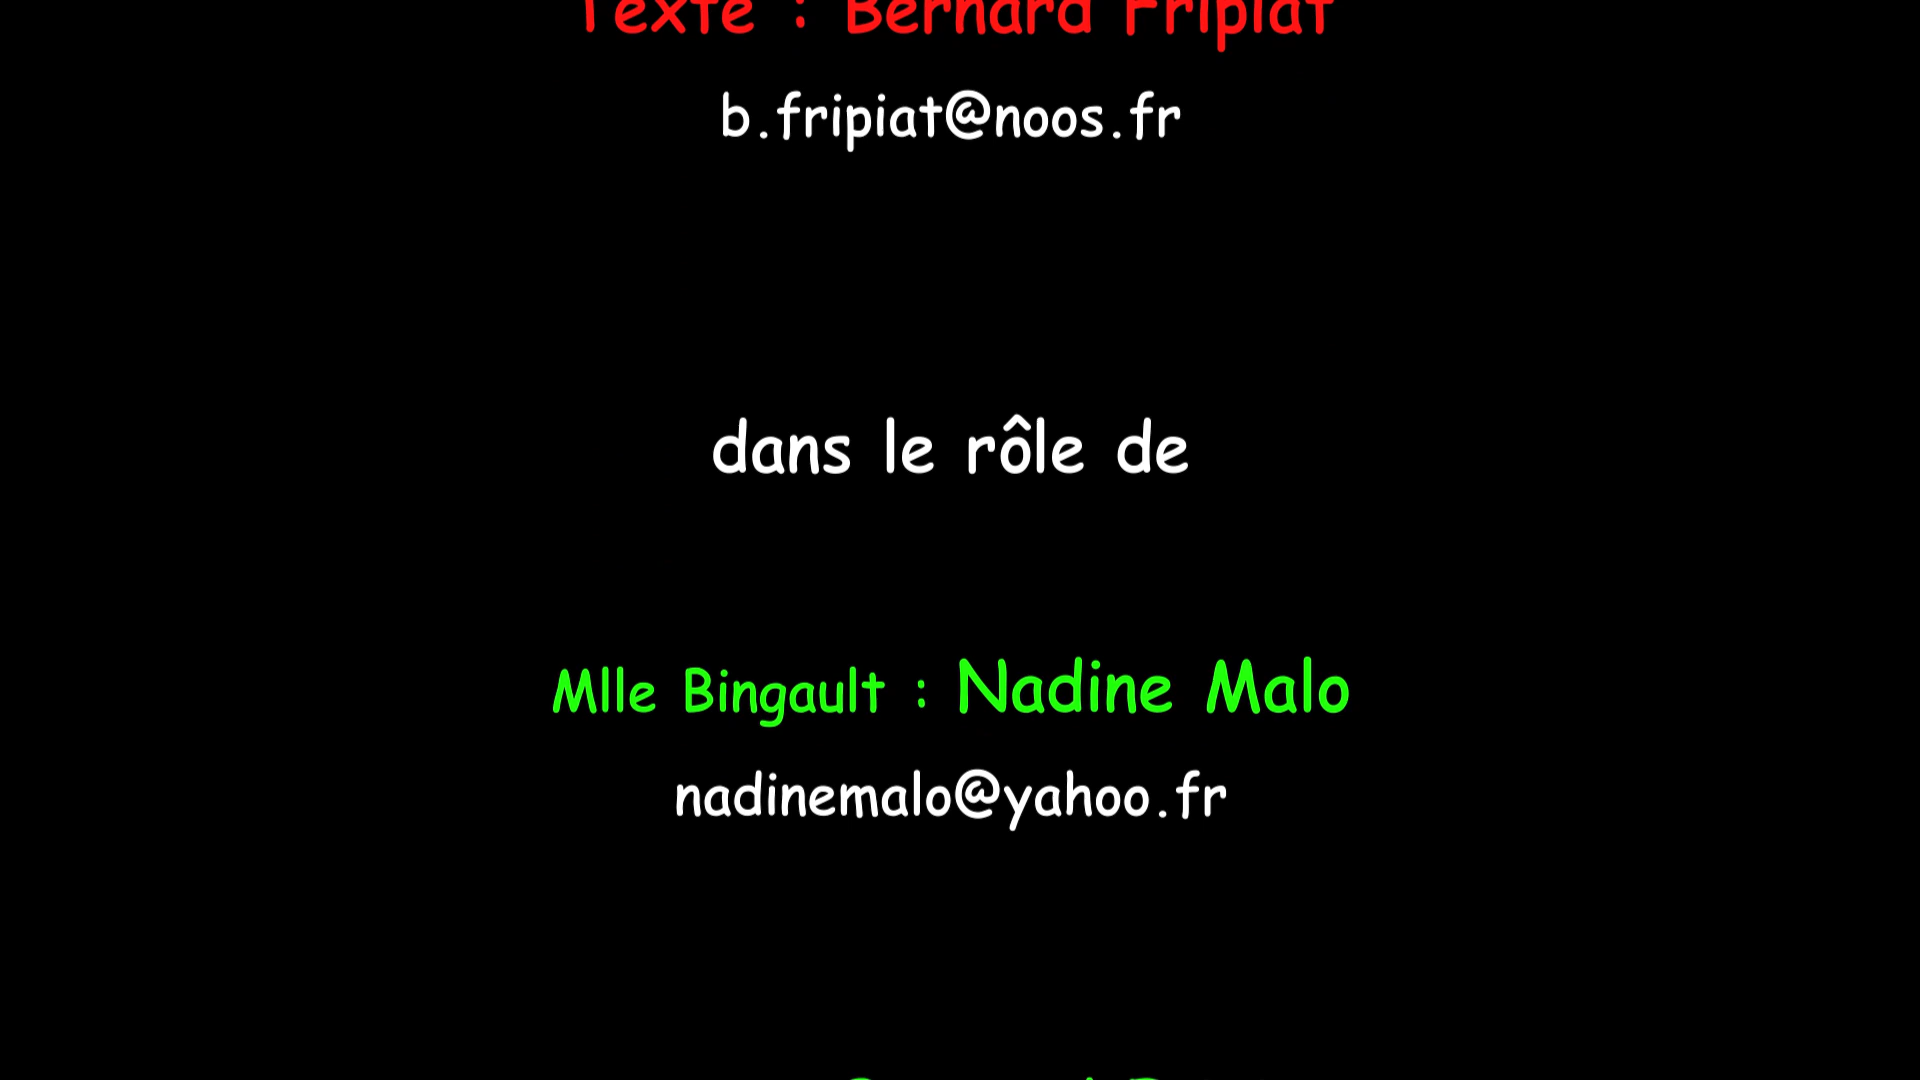 Texte : Bernard Fripiat
b.fripiat@noos.fr
dans le rôle de
Mlle Bingault : Nadine Malo
nadinemalo@yahoo.fr